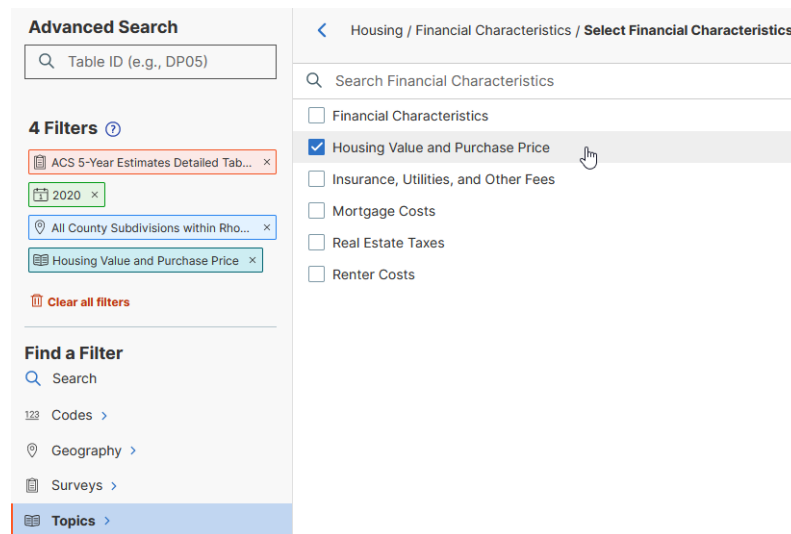 Advanced Search
Table ID (e.g., DP05)
4 Filters ?
ACS 5-Year Estimates Detailed Tab... ×
2020 ×
All County Subdivisions within Rho... ×
Housing Value and Purchase Price ×
Clear all filters
Find a Filter
Search
123 Codes >
Geography >
Surveys >
Topics >
Housing / Financial Characteristics / Select Financial Characteristics
Search Financial Characteristics
Financial Characteristics
Housing Value and Purchase Price
Insurance, Utilities, and Other Fees
Mortgage Costs
Real Estate Taxes
Renter Costs